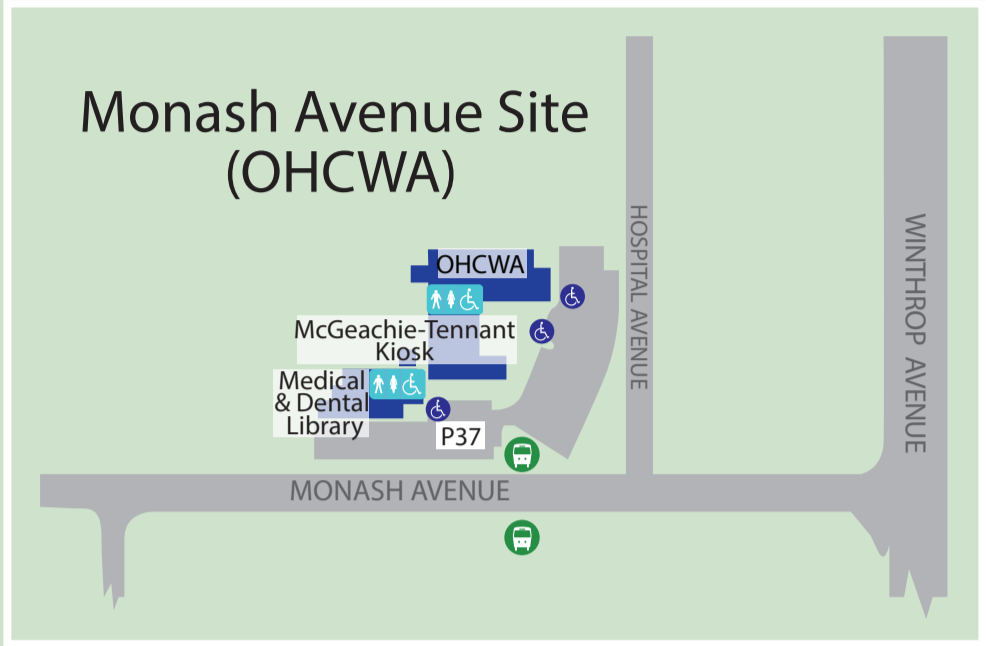 Monash Avenue Site
(OHCWA)
HOSPITAL AVENUE
WINTHROP AVENUE
OHCWA
McGeachie-Tennant
Kiosk
Medical
& Dental
Library
P37
MONASH AVENUE